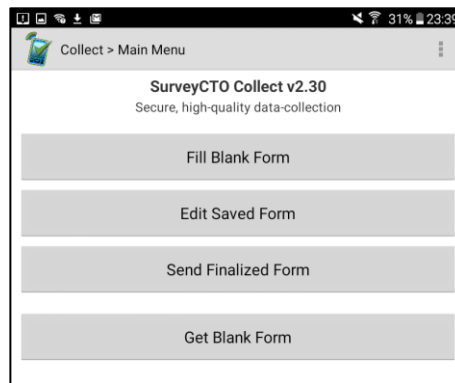 31% 23:39
Collect > Main Menu
SurveyCTO Collect v2.30
Secure, high-quality data-collection
Fill Blank Form
Edit Saved Form
Send Finalized Form
Get Blank Form